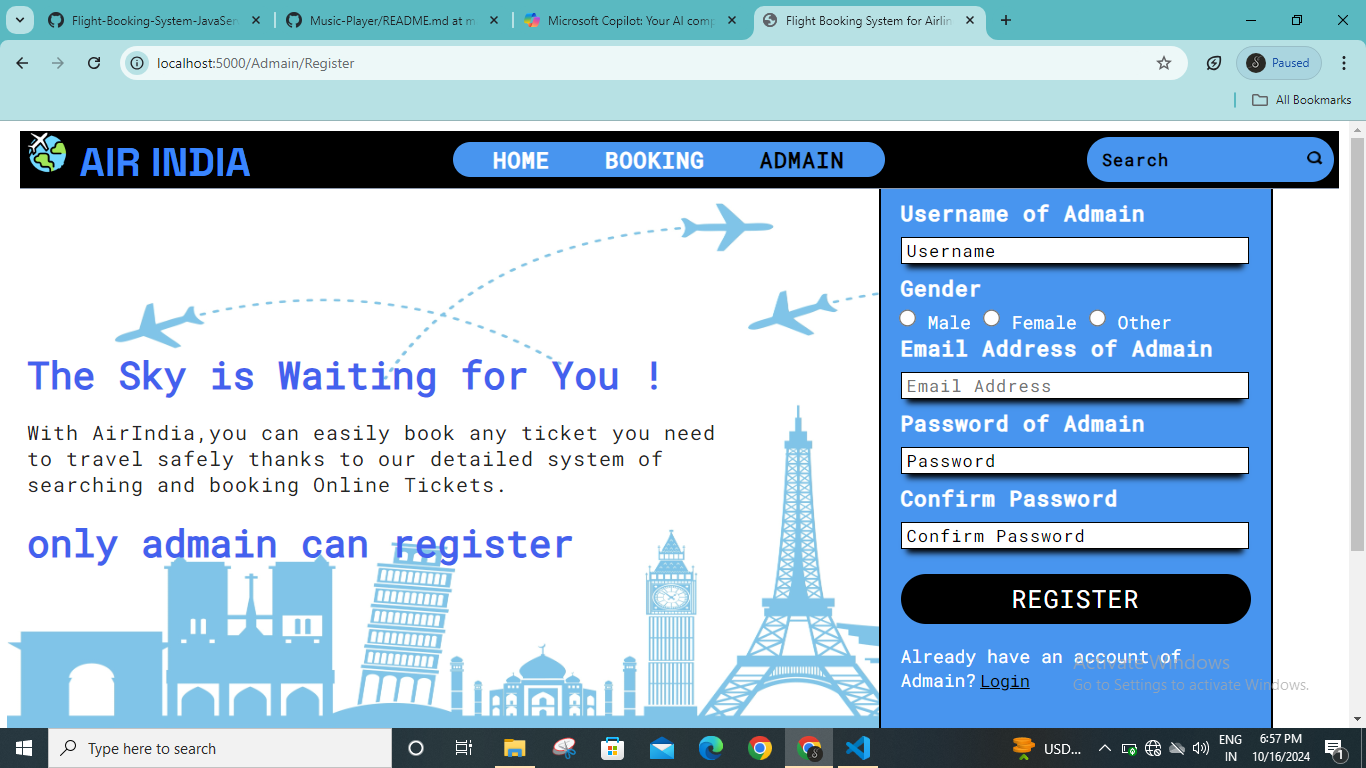 Flight-Booking-System-JavaSer
Music-Player/README.md at m
Microsoft Copilot: Your AI comp
Flight Booking System for Airlin
localhost:5000/Admain/Register
Paused
All Bookmarks
AIR INDIA
HOME BOOKING ADMAIN
Search
The Sky is Waiting for You !
With AirIndia,you can easily book any ticket you need
to travel safely thanks to our detailed system of
searching and booking Online Tickets.
only admain can register
Username of Admain
Username
Gender
Male Female Other
Email Address of Admain
Email Address
Password of Admain
Password
Confirm Password
Confirm Password
REGISTER
Already have an account of
Admain? Login
Activate Windows
Go to Settings to activate Windows.
Type here to search
USD...
ENG
IN
6:57 PM
10/16/2024
1